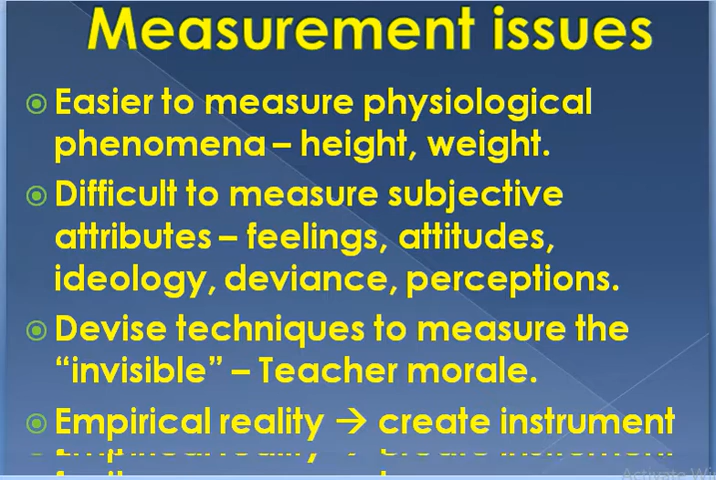 Measurement issues
Easier to measure physiological
phenomena – height, weight.
Difficult to measure subjective
attributes – feelings, attitudes,
ideology, deviance, perceptions.
Devise techniques to measure the
“invisible” – Teacher morale.
Empirical reality → create instrument